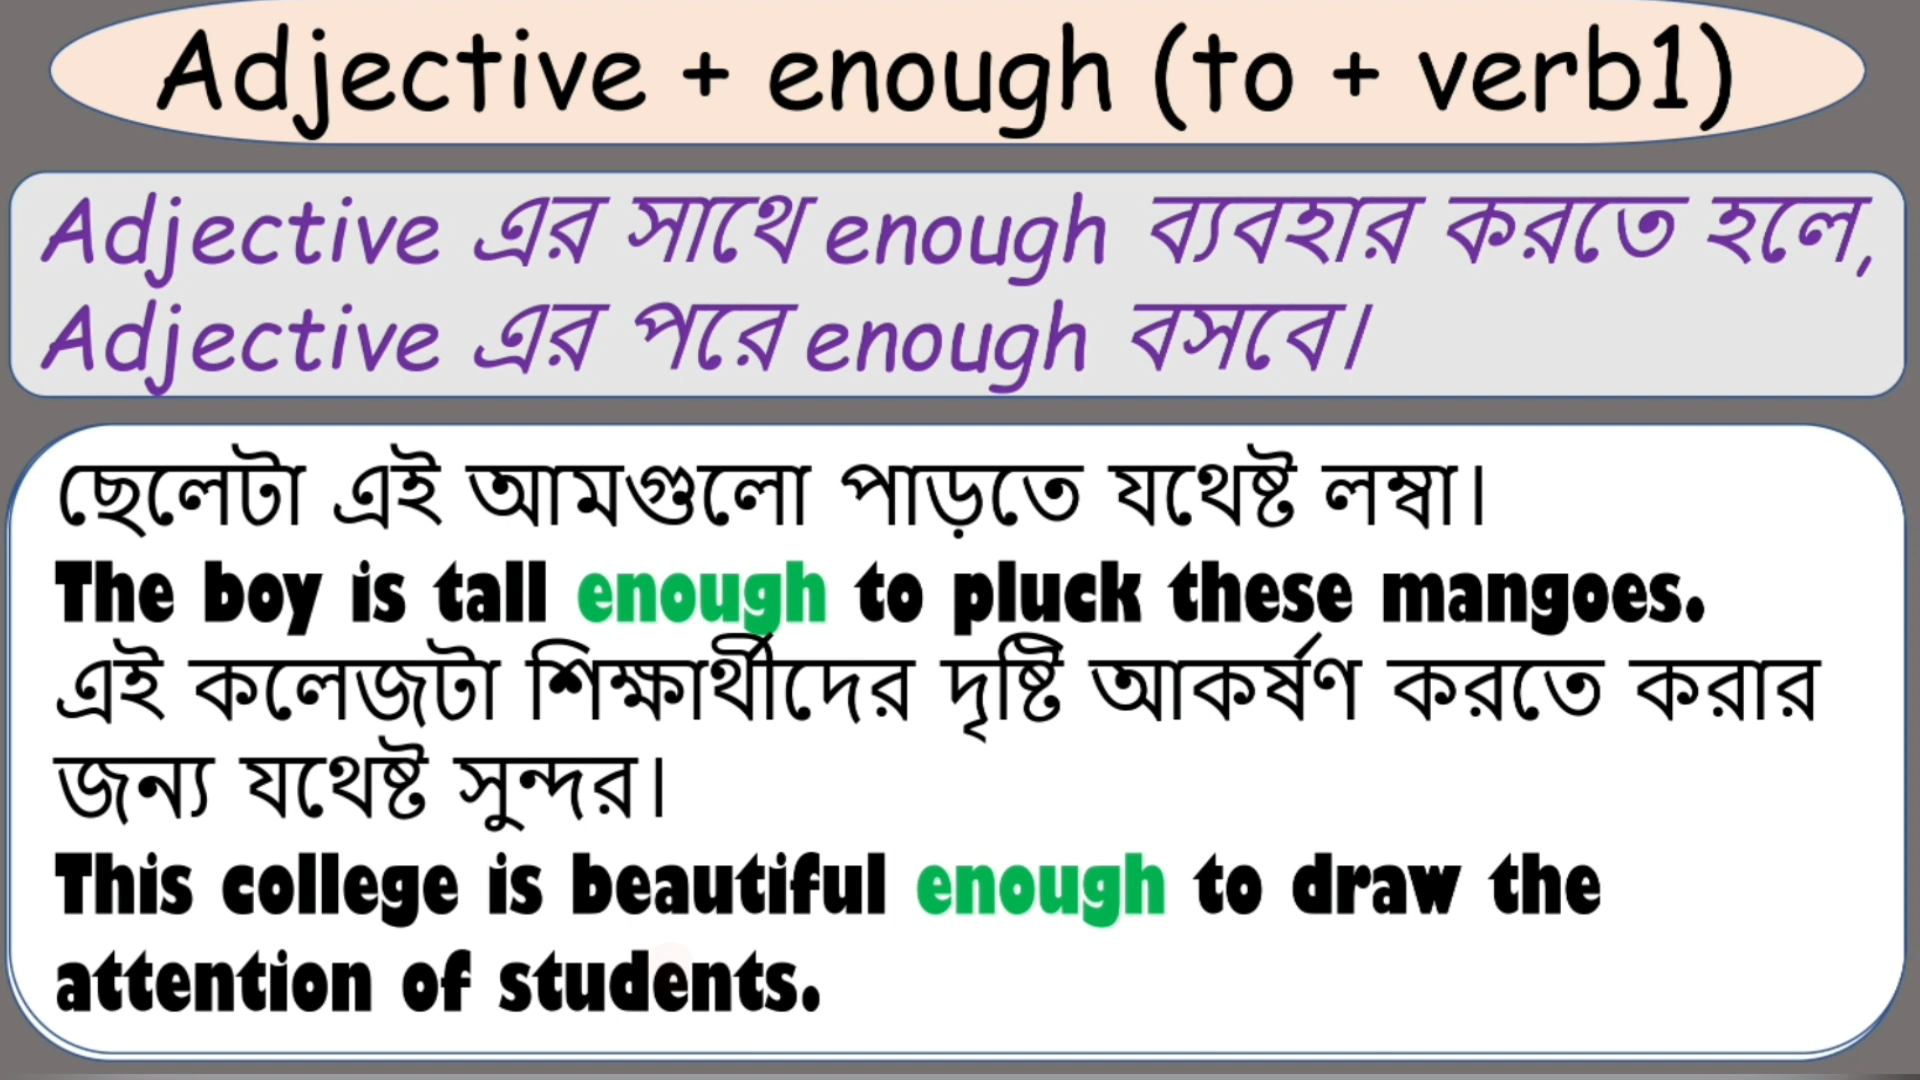 Adjective + enough (to + verb1)
Adjective এর সাথে enough ব্যবহার করতে হলে,
Adjective এর পরে enough বসবে।
ছেলেটা এই আমগুলো পাড়তে যথেষ্ট লম্বা।
The boy is tall enough to pluck these mangoes.
এই কলেজটা শিক্ষার্থীদের দৃষ্টি আকর্ষণ করতে করার
জন্য যথেষ্ট সুন্দর।
This college is beautiful enough to draw the
attention of students.